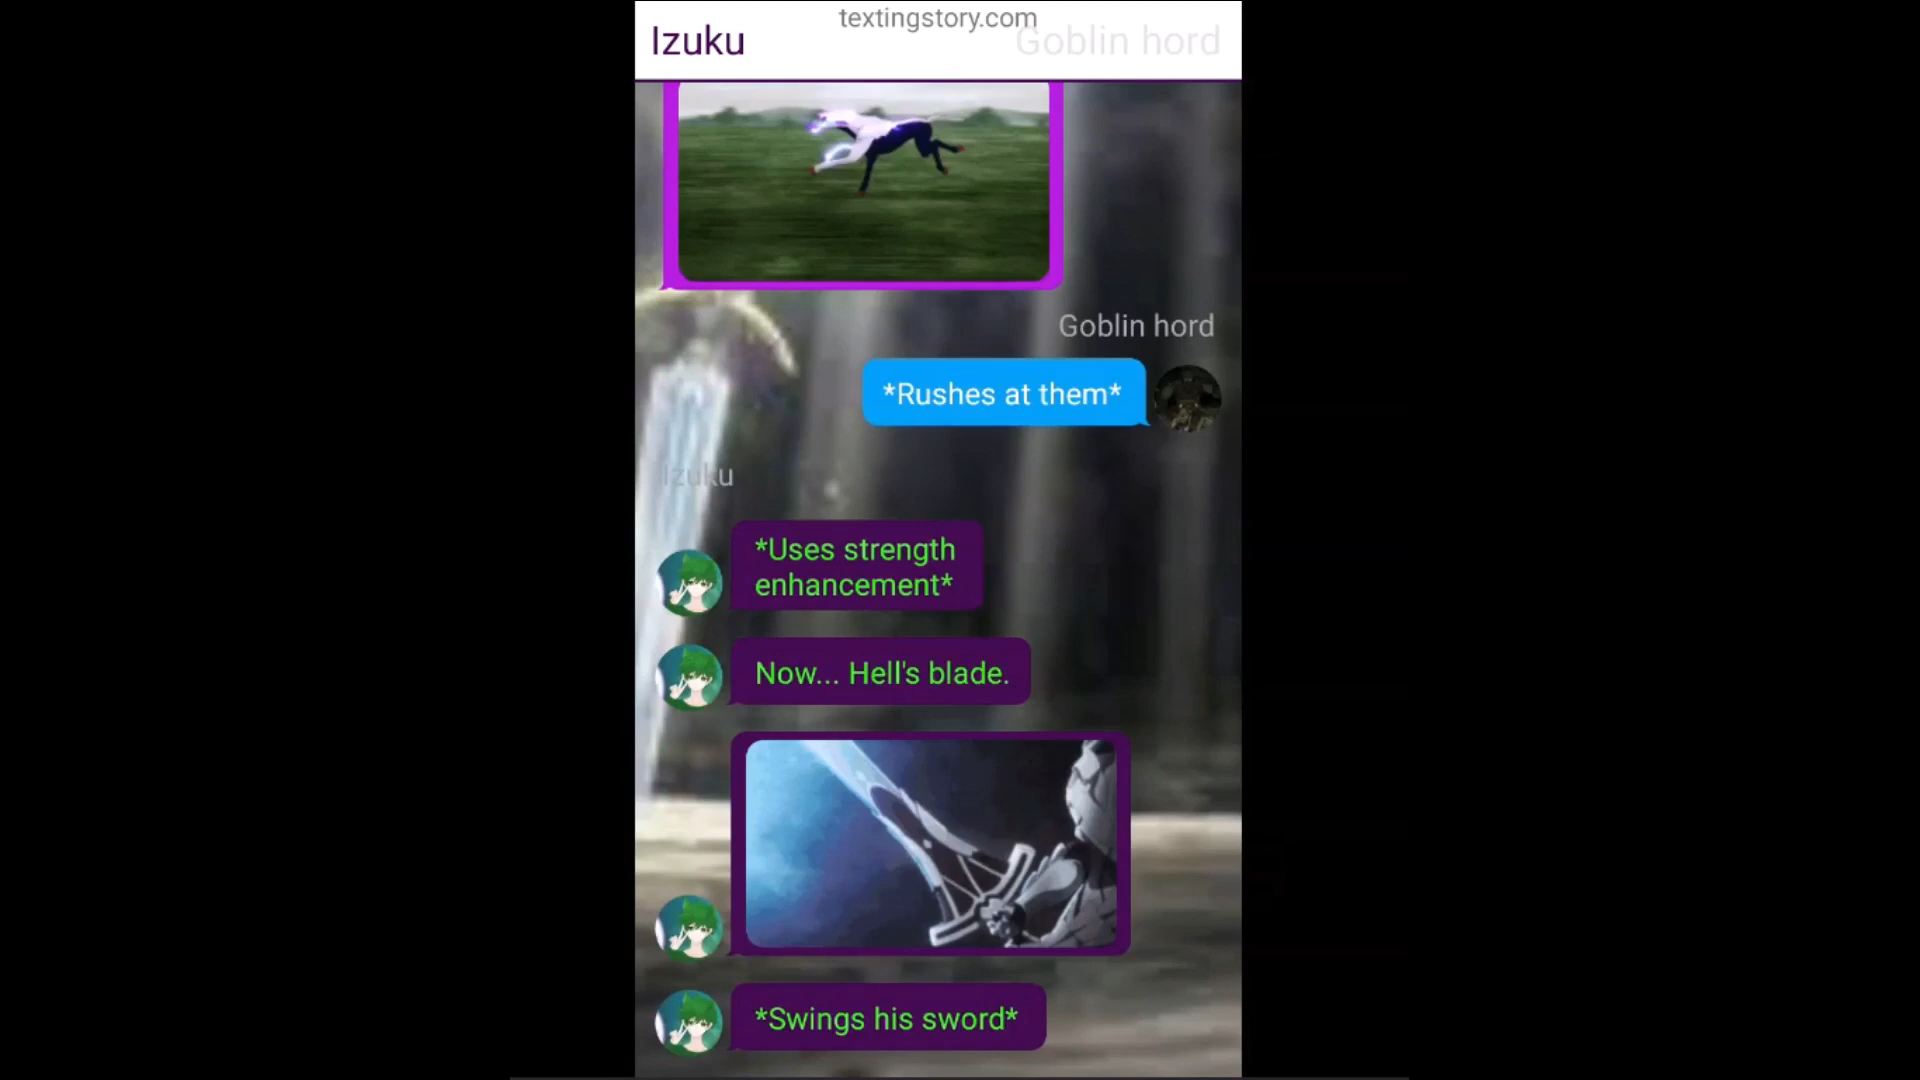 textingstory.com
Izuku
Goblin hord
Goblin hord
*Rushes at them*
Izuku
*Uses strength
enhancement*
Now... Hell's blade.
*Swings his sword*